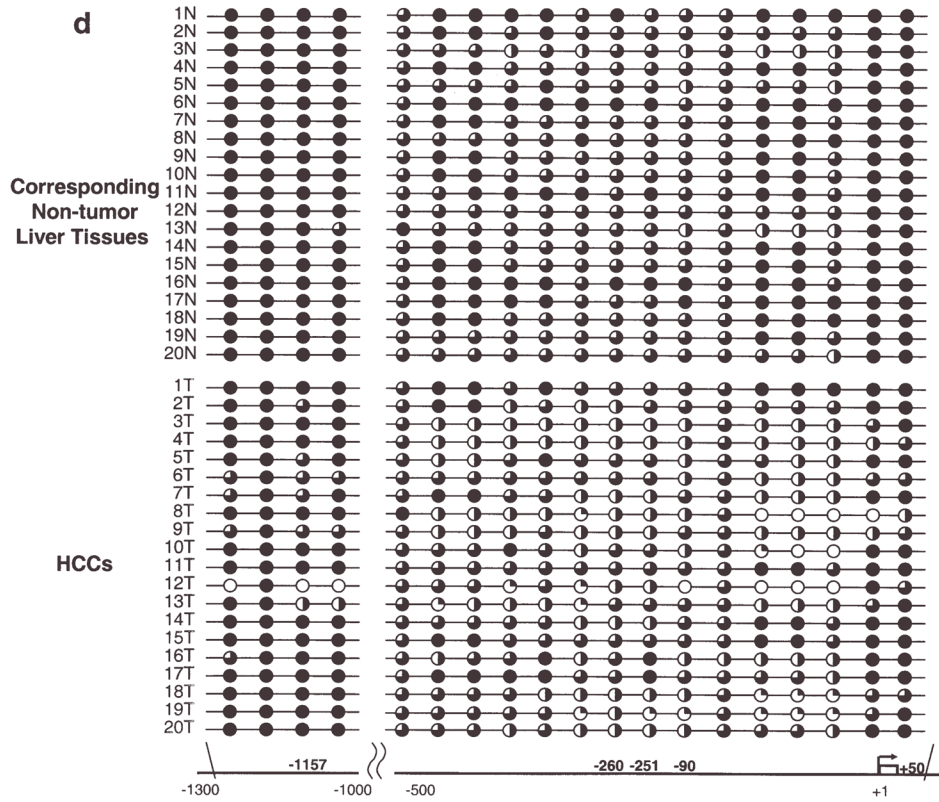 d
1N
2N
3N
4N
5N
6N
7N
8N
9N
10N
11N
12N
13N
14N
15N
16N
17N
18N
19N
20N
Corresponding
Non-tumor
Liver Tissues
1T
2T
3T
4T
5T
6T
7T
8T
9T
10T
11T
12T
13T
14T
15T
16T
17T
18T
19T
20T
HCCs
-1157 -260 -251 -90 +50
-1300 -1000 -500 +1